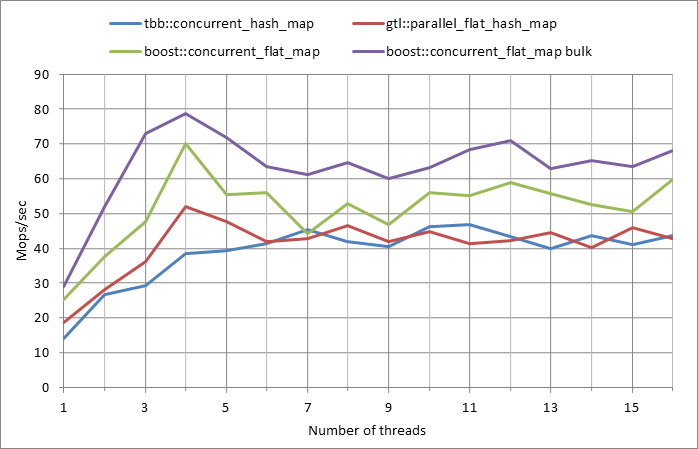 tbb::concurrent_hash_map gtl::parallel_flat_hash_map
boost::concurrent_flat_map boost::concurrent_flat_map bulk
90
80
70
60
50
40
30
20
10
0
Mops/sec
1 3 5 7 9 11 13 15
Number of threads